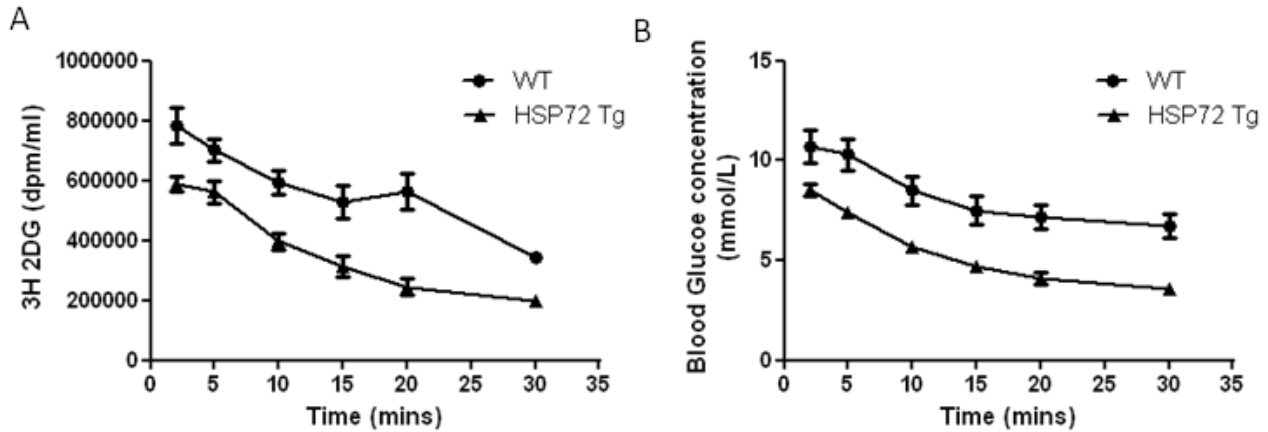 A
3H 2DG (dpm/ml)
1000000
800000
600000
400000
200000
0
0 5 10 15 20 25 30 35
Time (mins)
WT
HSP72 Tg
B
Blood Glucoe concentration
(mmol/L)
15
10
5
0
0 5 10 15 20 25 30 35
Time (mins)
WT
HSP72 Tg